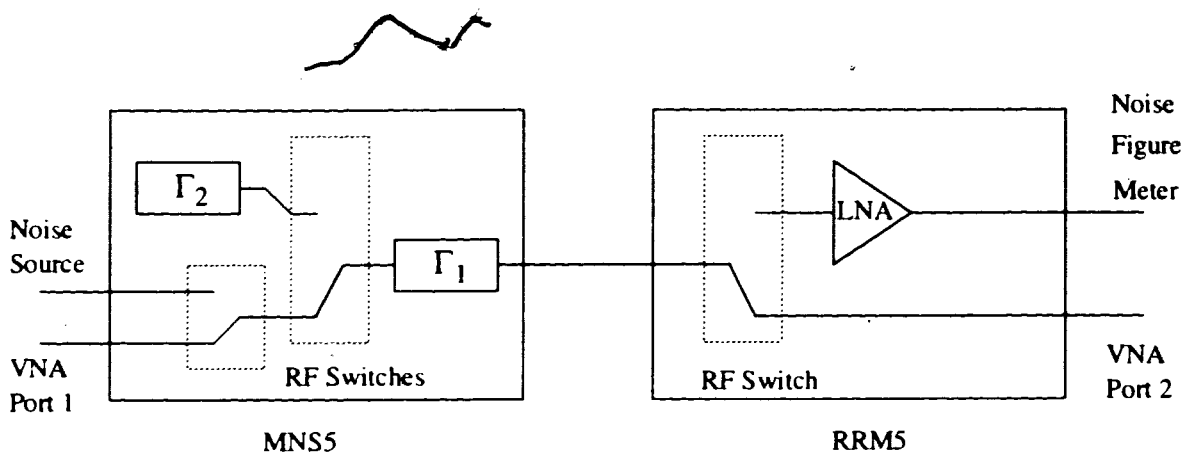 Noise
Figure
Meter
Γ2
LNA
Noise
Source
Γ1
VNA
Port 1
RF Switches
RF Switch
VNA
Port 2
MNS5
RRM5